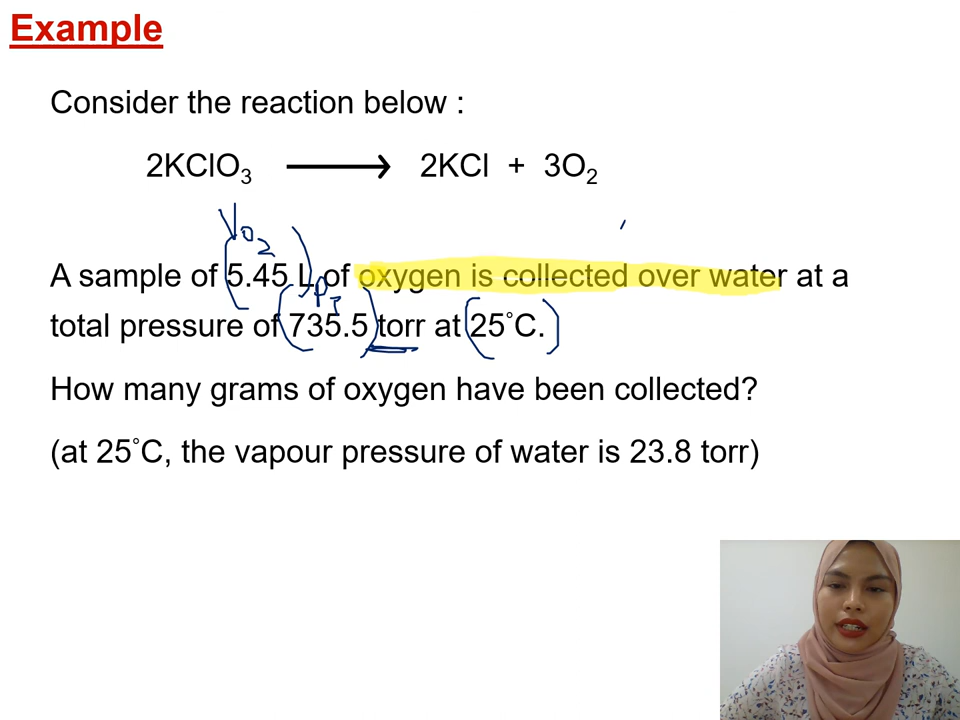 Example
Consider the reaction below :
2KClO₃ ⟶ 2KCl + 3O₂
VO₂
A sample of 5.45 L of oxygen is collected over water at a
total pressure of 735.5 torr at 25°C.
How many grams of oxygen have been collected?
(at 25°C, the vapour pressure of water is 23.8 torr)